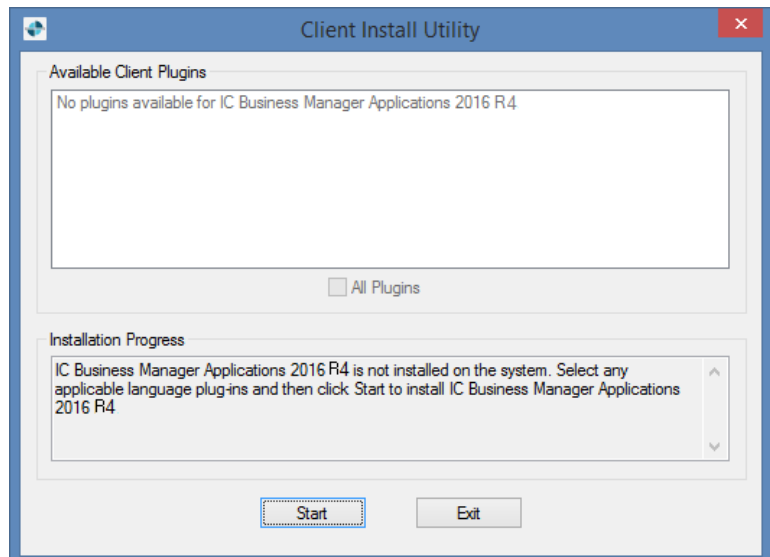 Client Install Utility
Available Client Plugins
No plugins available for IC Business Manager Applications 2016 R4
All Plugins
Installation Progress
IC Business Manager Applications 2016 R4 is not installed on the system. Select any
applicable language plug-ins and then click Start to install IC Business Manager Applications
2016 R4
Start
Exit